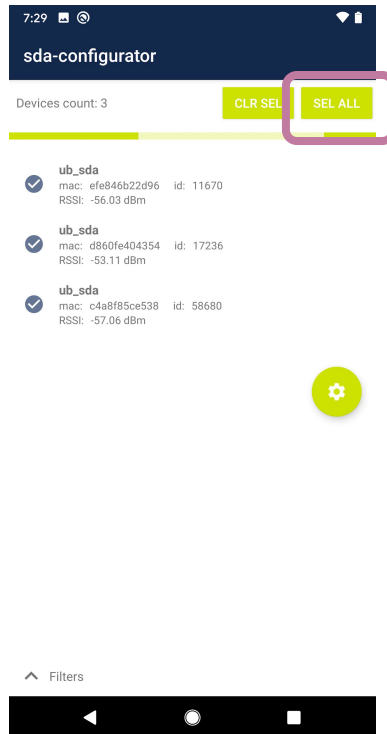 7:29
sda-configurator
Devices count: 3
CLR SEL
SEL ALL
ub_sda
mac: efe846b22d96 id: 11670
RSSI: -56.03 dBm
ub_sda
mac: d860fe404354 id: 17236
RSSI: -53.11 dBm
ub_sda
mac: c4a8f85ce538 id: 58680
RSSI: -57.06 dBm
Filters